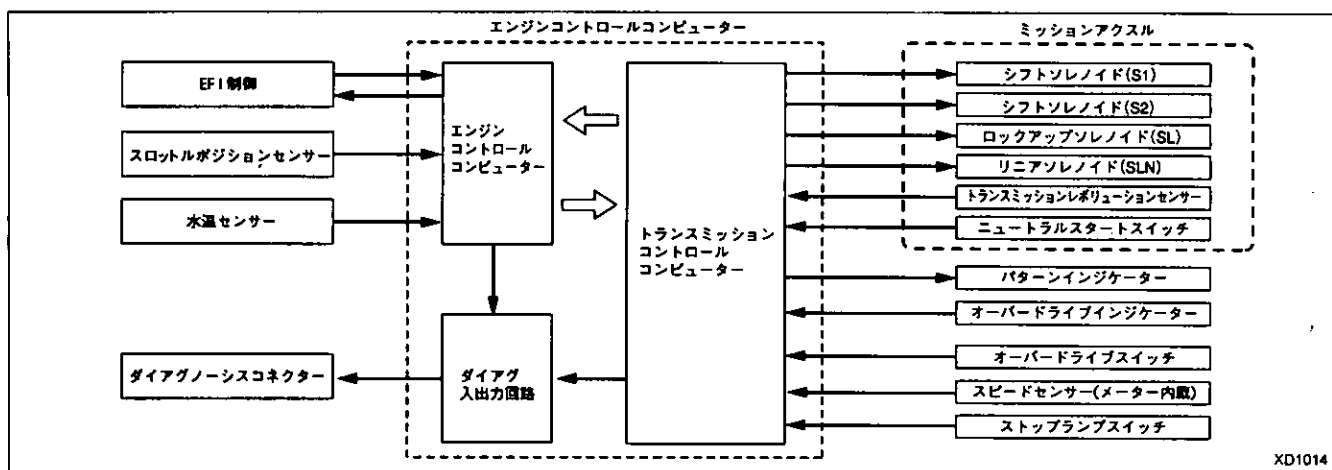 エンジンコントロールコンピューター
ミッションアクスル
EFI制御
スロットルポジションセンサー
水温センサー
ダイアグノーシスコネクター
エンジン
コントロール
コンピューター
ダイアグ
入出力回路
トランスミッション
コントロール
コンピューター
シフトソレノイド(S1)
シフトソレノイド(S2)
ロックアップソレノイド(SL)
リニアソレノイド(SLN)
トランスミッションレボリューションセンサー
ニュートラルスタートスイッチ
パターンインジケーター
オーバードライブインジケーター
オーバードライブスイッチ
スピードセンサー(メーター内蔵)
ストップランプスイッチ
XD1014